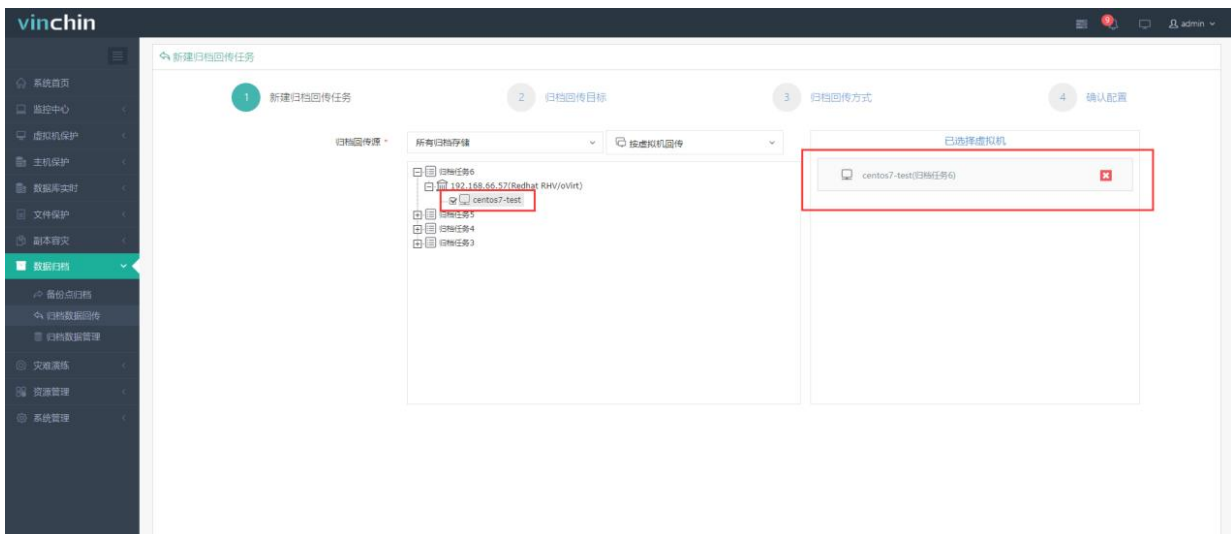 vinchin
9
admin
新建归档回传任务
系统首页
监控中心
虚拟机保护
主机保护
数据库实时
文件保护
副本容灾
数据归档
备份点归档
归档数据回传
归档数据管理
灾难演练
资源管理
系统管理
1 新建归档回传任务
2 归档回传目标
3 归档回传方式
4 确认配置
归档回传源 *
所有归档存储
按虚拟机回传
归档任务6
192.168.66.57(Redhat RHV/oVirt)
centos7-test
归档任务5
归档任务4
归档任务3
已选择虚拟机
centos7-test(归档任务6)